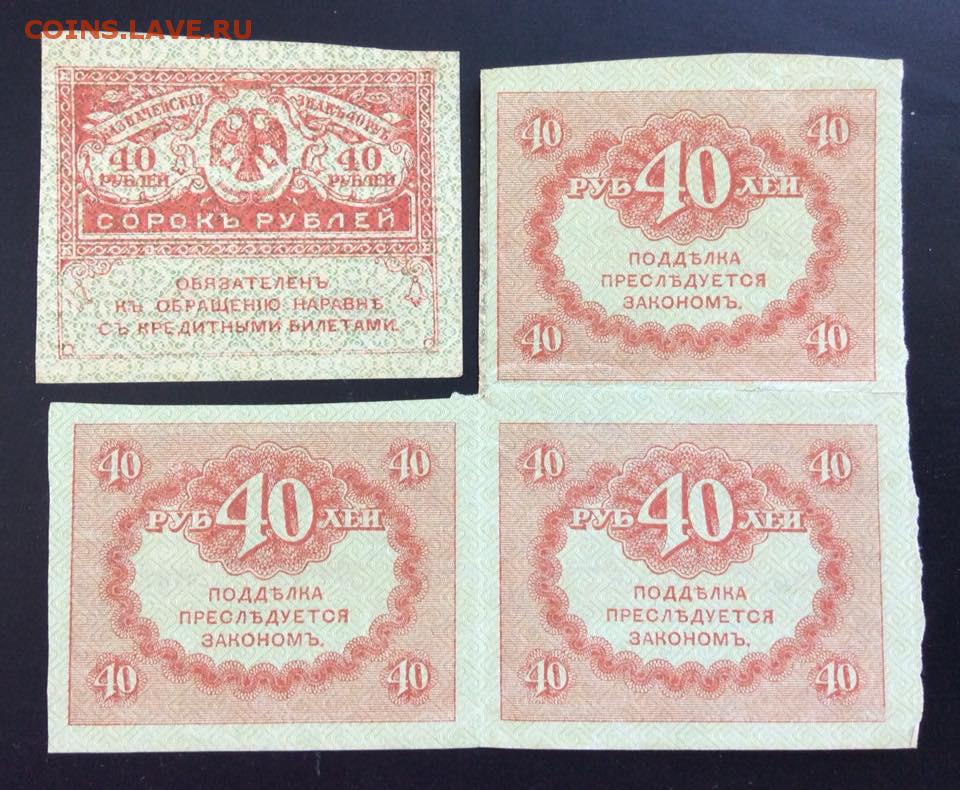 COINS.LAVE.RU
КАЗНАЧЕЙСКІЙ ЗНАКЪ 40 РУБ.
40 40
РУБЛЕЙ РУБЛЕЙ
СОРОКЪ РУБЛЕЙ
ОБЯЗАТЕЛЕНЪ
КЪ ОБРАЩЕНІЮ НАРАВНѢ
СЪ КРЕДИТНЫМИ БИЛЕТАМИ.
40 40
РУБ 40 ЛЕЙ
ПОДДѢЛКА
ПРЕСЛѢДУЕТСЯ
ЗАКОНОМЪ.
40 40
40 40
РУБ 40 ЛЕЙ
ПОДДѢЛКА
ПРЕСЛѢДУЕТСЯ
ЗАКОНОМЪ.
40 40
40 40
РУБ 40 ЛЕЙ
ПОДДѢЛКА
ПРЕСЛѢДУЕТСЯ
ЗАКОНОМЪ.
40 40